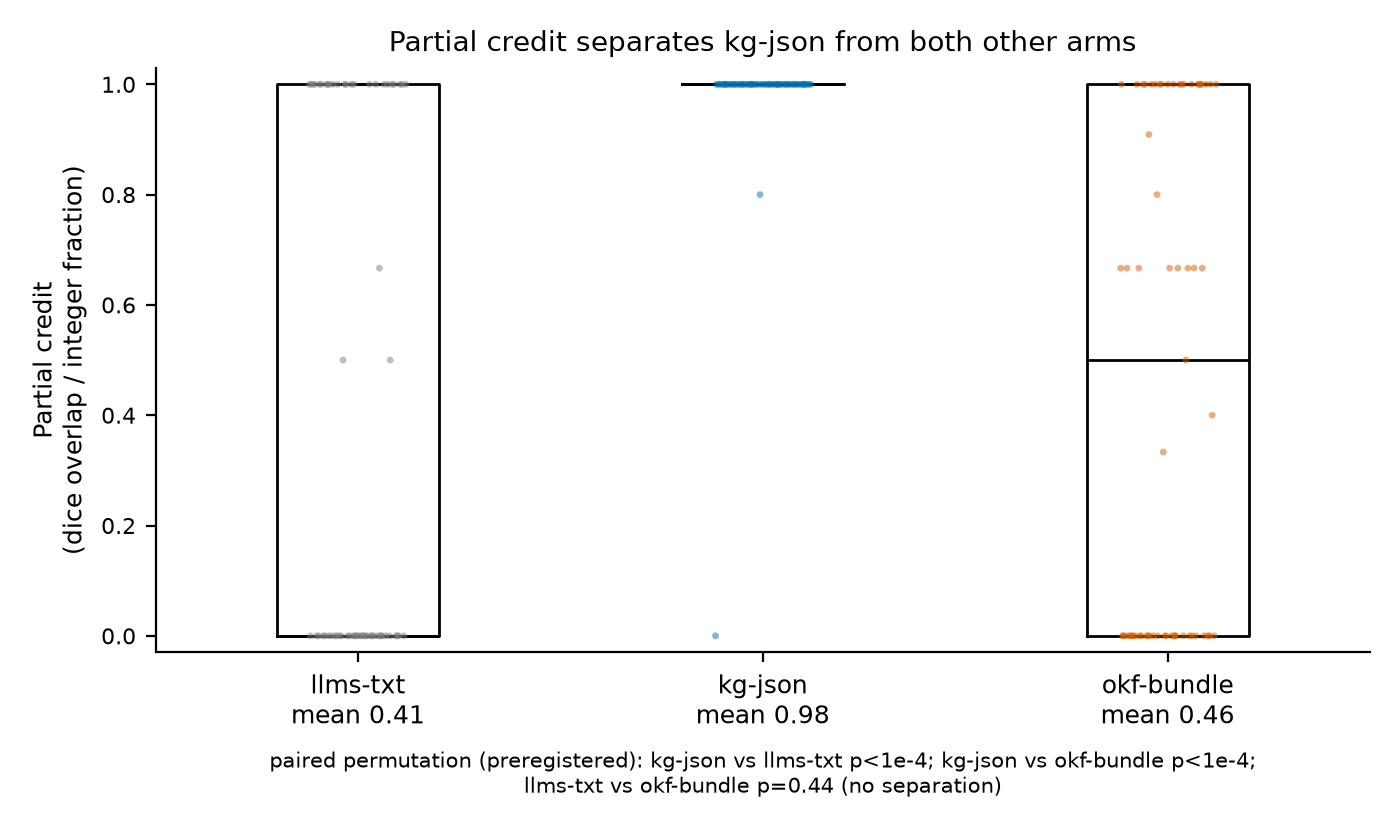 Partial credit separates kg-json from both other arms
Partial credit
(dice overlap / integer fraction)
1.0
0.8
0.6
0.4
0.2
0.0
llms-txt
mean 0.41
kg-json
mean 0.98
okf-bundle
mean 0.46
paired permutation (preregistered): kg-json vs llms-txt p<1e-4; kg-json vs okf-bundle p<1e-4;
llms-txt vs okf-bundle p=0.44 (no separation)